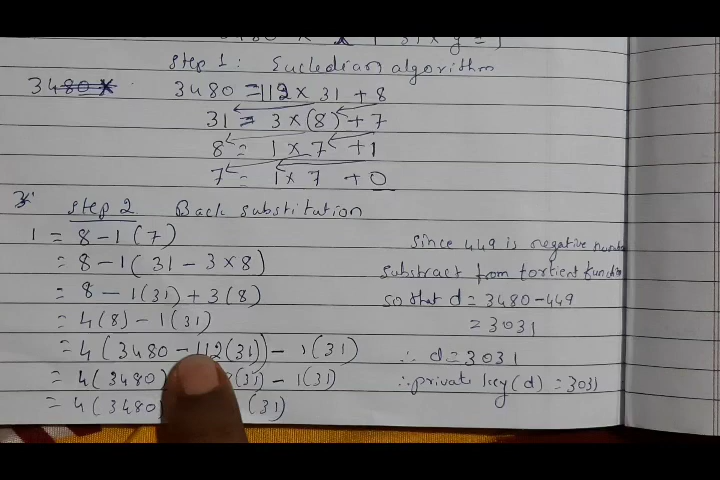 Step 1: Eucledian algorithm
3480 = 112 × 31 + 8
31 = 3 × (8) + 7
8 = 1 × 7 + 1
7 = 1 × 7 + 0
Step 2 Back substitution
1 = 8 - 1(7)
= 8 - 1(31 - 3 × 8)
= 8 - 1(31) + 3(8)
= 4(8) - 1(31)
= 4(3480 - 112(31)) - 1(31)
= 4(3480) (31) - 1(31)
= 4(3480) (31)
Since 449 is negative
substract from tortient
so that d = 3480 - 449
= 3031
∴ d = 3031
∴ private key (d) = 3031